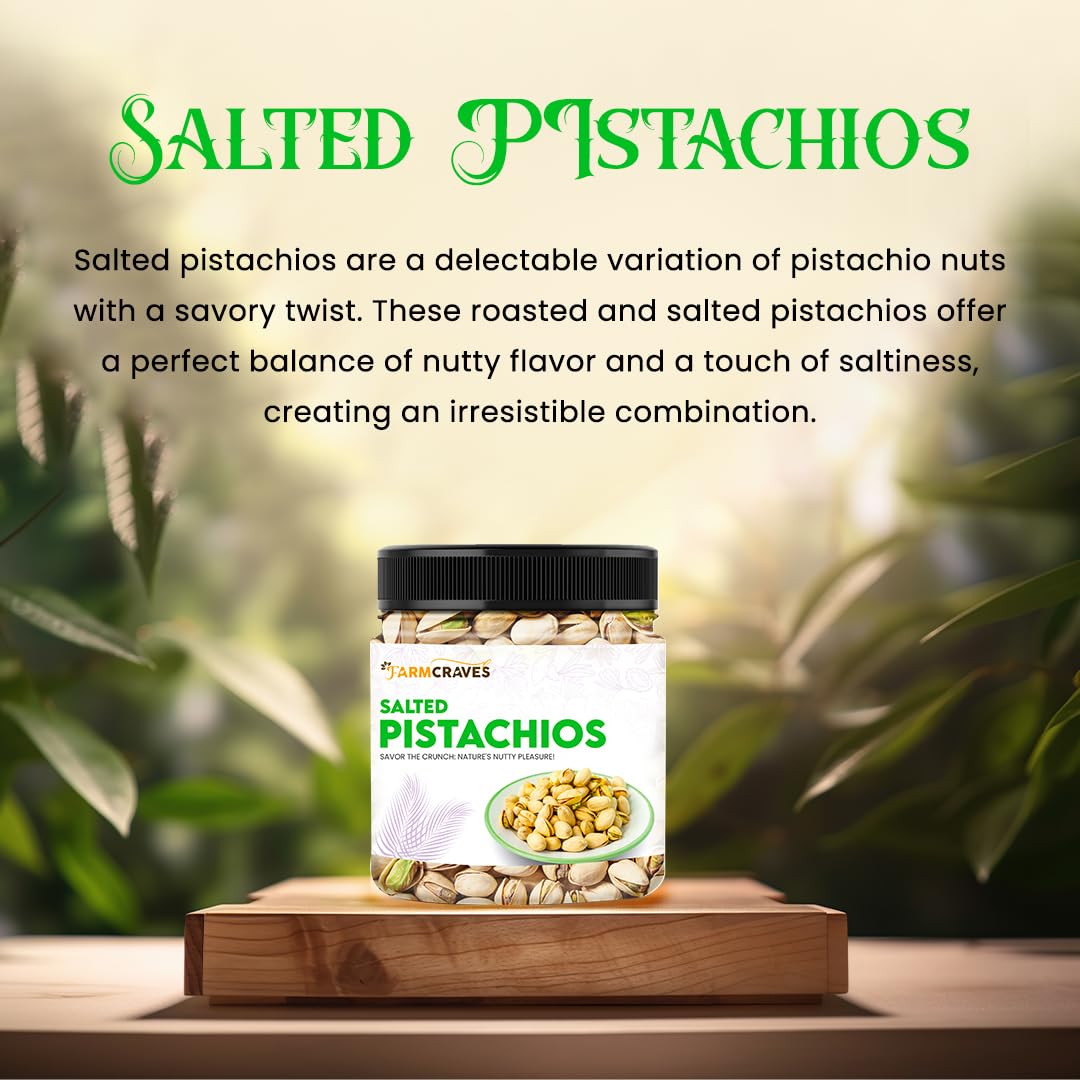 SALTED PISTACHIOS
Salted pistachios are a delectable variation of pistachio nuts
with a savory twist. These roasted and salted pistachios offer
a perfect balance of nutty flavor and a touch of saltiness,
creating an irresistible combination.
FARMCRAVES
SALTED
PISTACHIOS
SAVOR THE CRUNCH: NATURE'S NUTTY PLEASURE!